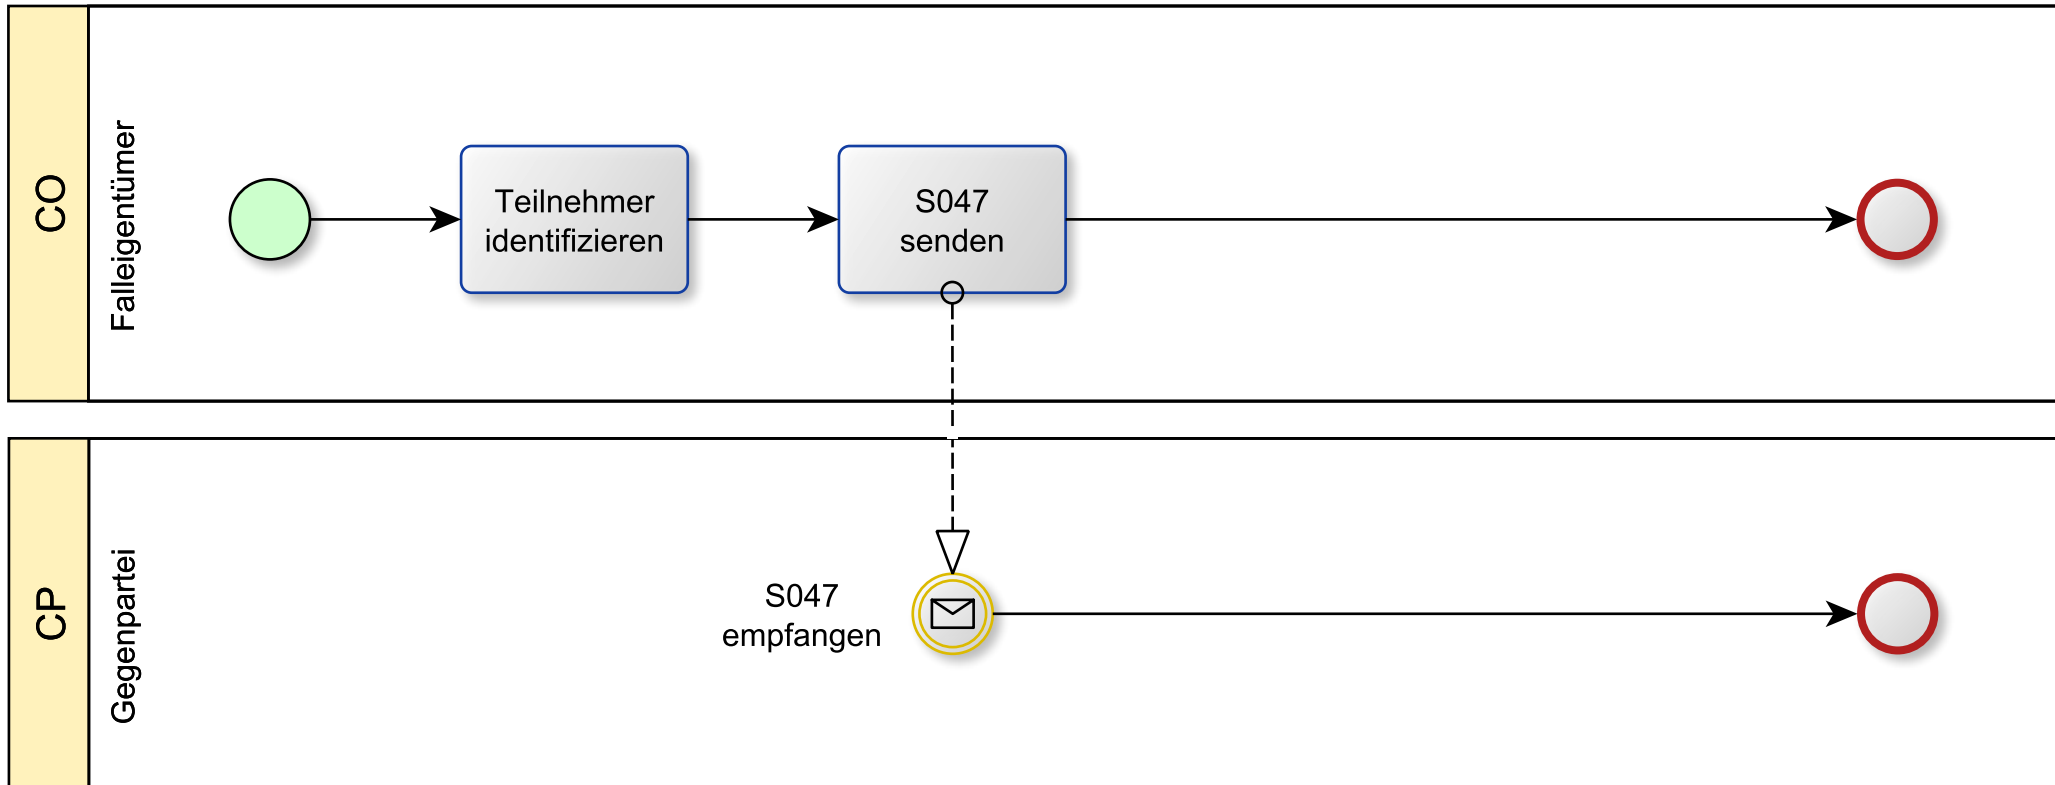 CO
Falleigentümer
Teilnehmer
identifizieren
S047
senden
CP
Gegenpartei
S047
empfangen